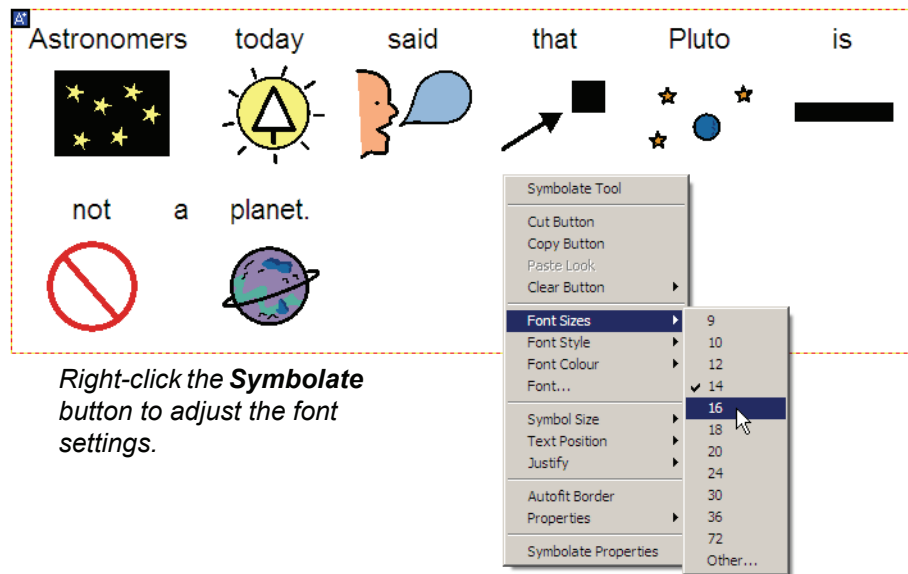 A+
Astronomers today said that Pluto is
not a planet.
Right-click the Symbolate
button to adjust the font
settings.
Symbolate Tool
Cut Button
Copy Button
Paste Look
Clear Button
Font Sizes
Font Style
Font Colour
Font...
Symbol Size
Text Position
Justify
Autofit Border
Properties
Symbolate Properties
9
10
12
14
16
18
20
24
30
36
72
Other...